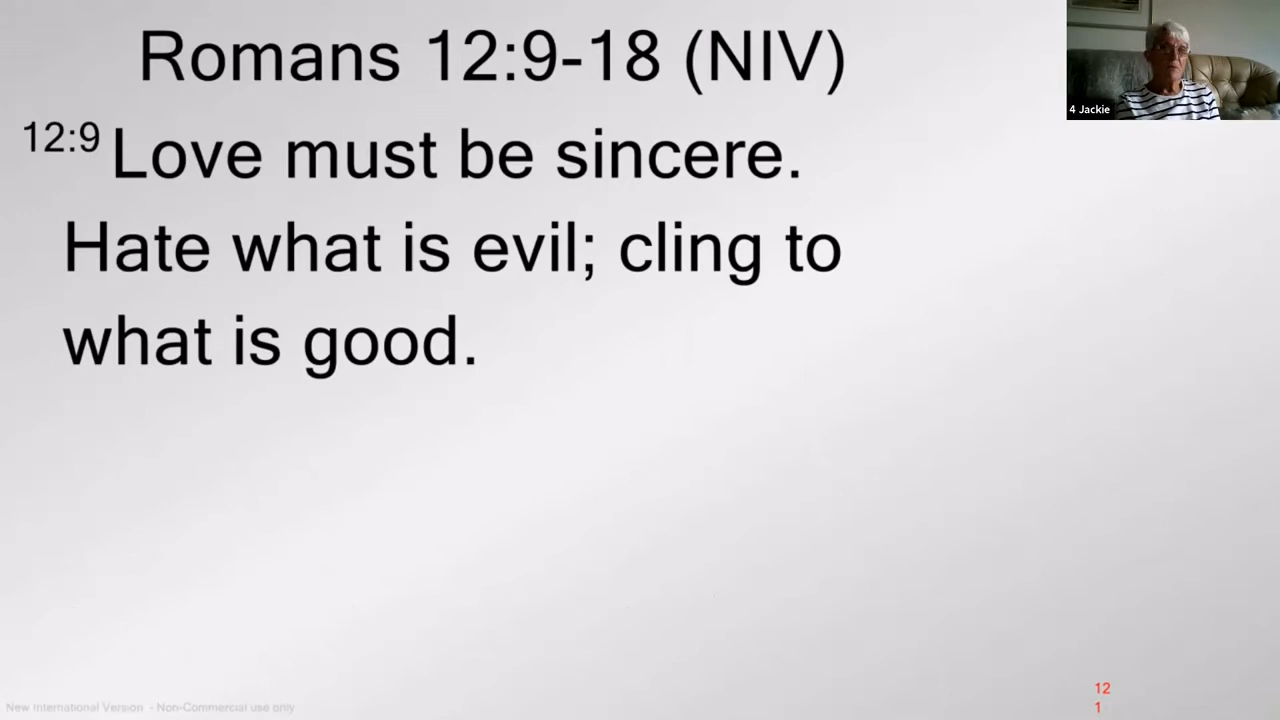 Romans 12:9-18 (NIV)
12:9 Love must be sincere.
Hate what is evil; cling to
what is good.
4 Jackie
New International Version - Non-Commercial use only
12
1